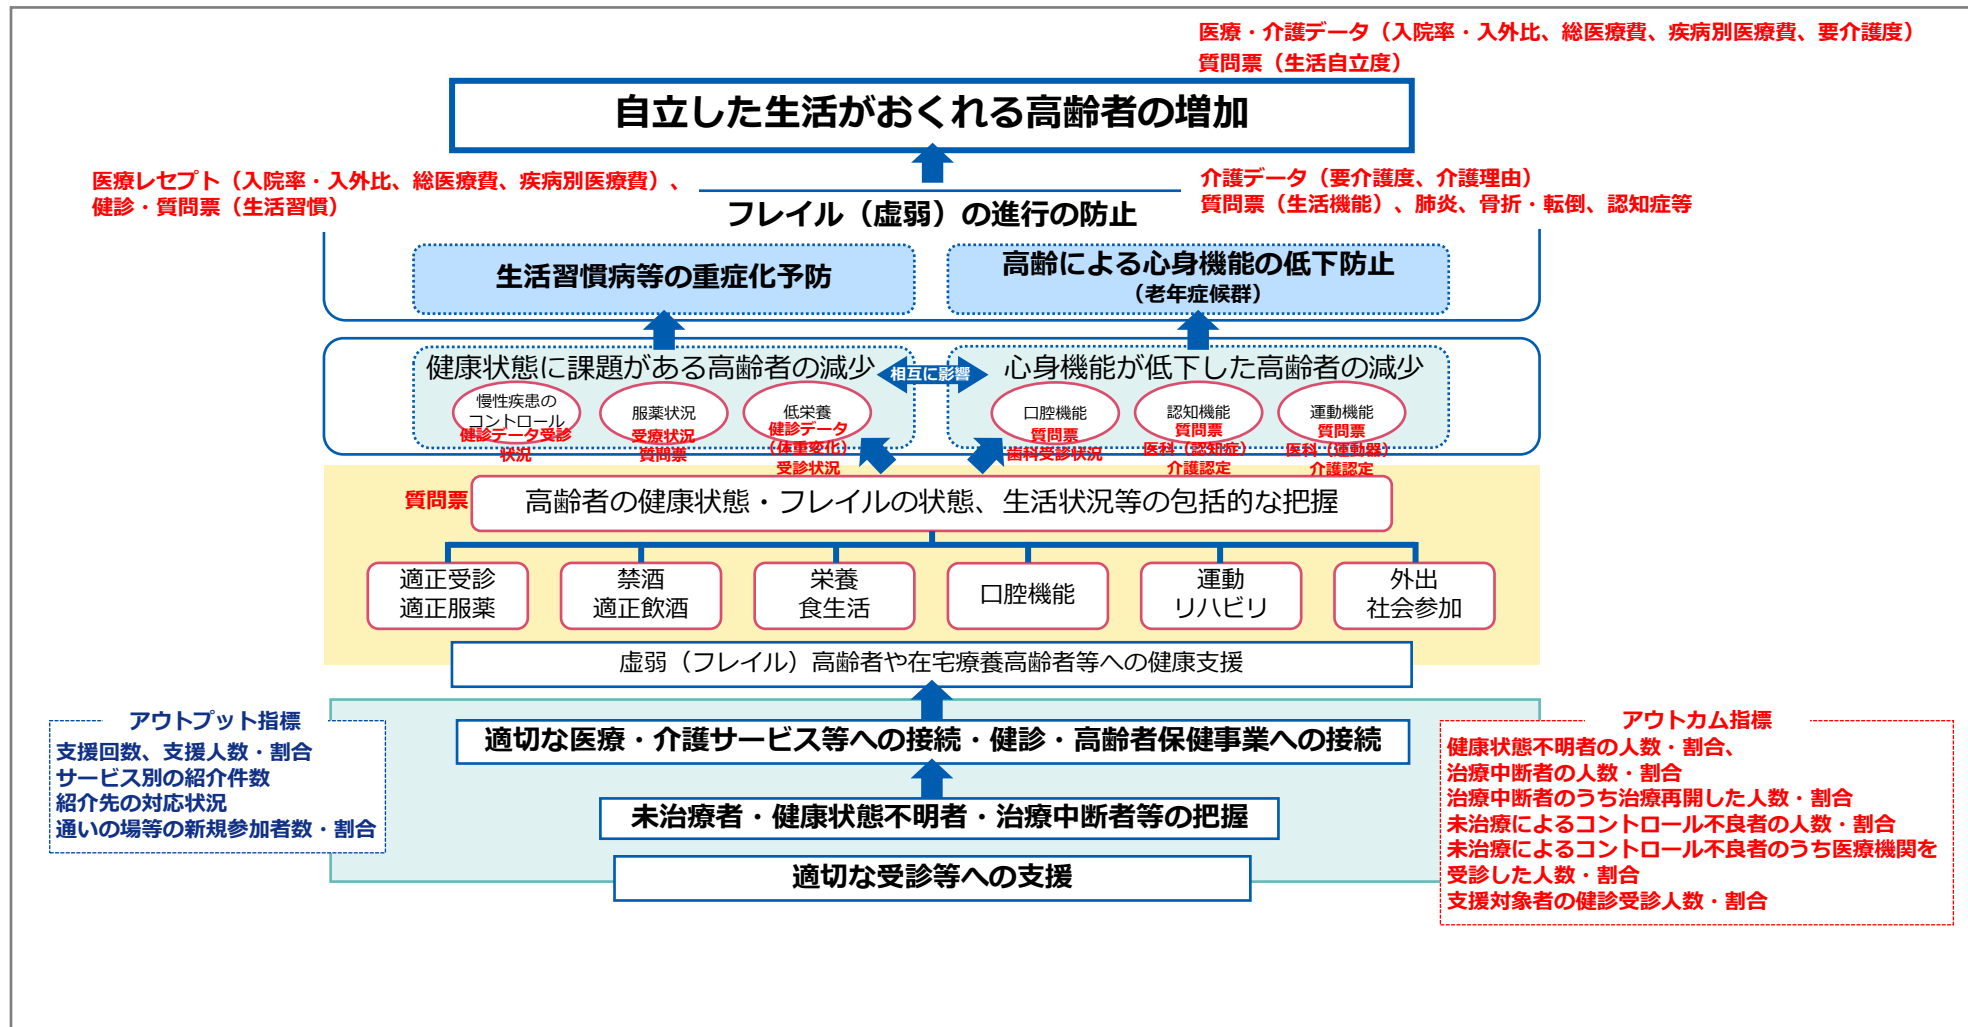 医療・介護データ（入院率・入外比、総医療費、疾病別医療費、要介護度）
質問票（生活自立度）
自立した生活がおくれる高齢者の増加
医療レセプト（入院率・入外比、総医療費、疾病別医療費）、
健診・質問票（生活習慣）
介護データ（要介護度、介護理由）
質問票（生活機能）、肺炎、骨折・転倒、認知症等
フレイル（虚弱）の進行の防止
生活習慣病等の重症化予防
高齢による心身機能の低下防止
（老年症候群）
健康状態に課題がある高齢者の減少
相互に影響
心身機能が低下した高齢者の減少
慢性疾患の
コントロール
健診データ受診
状況
服薬状況
受療状況
質問票
低栄養
健診データ
（体重変化）
受診状況
口腔機能
質問票
歯科受診状況
認知機能
質問票
医科（認知症）
介護認定
運動機能
質問票
医科（運動器）
介護認定
質問票
高齢者の健康状態・フレイルの状態、生活状況等の包括的な把握
適正受診
適正服薬
禁酒
適正飲酒
栄養
食生活
口腔機能
運動
リハビリ
外出
社会参加
虚弱（フレイル）高齢者や在宅療養高齢者等への健康支援
適切な医療・介護サービス等への接続・健診・高齢者保健事業への接続
未治療者・健康状態不明者・治療中断者等の把握
適切な受診等への支援
アウトプット指標
支援回数、支援人数・割合
サービス別の紹介件数
紹介先の対応状況
通いの場等の新規参加者数・割合
アウトカム指標
健康状態不明者の人数・割合、
治療中断者の人数・割合
治療中断者のうち治療再開した人数・割合
未治療によるコントロール不良者の人数・割合
未治療によるコントロール不良者のうち医療機関を
受診した人数・割合
支援対象者の健診受診人数・割合